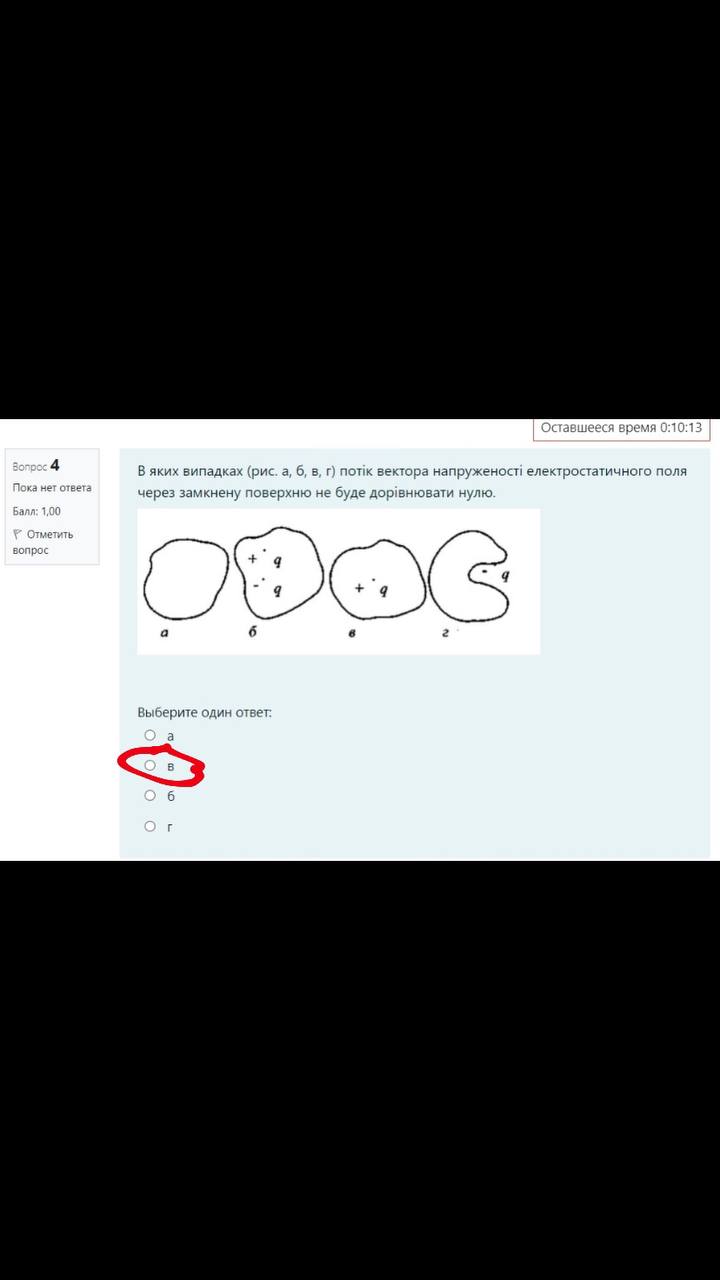 Оставшееся время 0:10:13
Вопрос 4
Пока нет ответа
Балл: 1,00
Отметить
вопрос
В яких випадках (рис. а, б, в, г) потік вектора напруженості електростатичного поля
через замкнену поверхню не буде дорівнювати нулю.
+ q
- q
+ q
- q
а б в г
Выберите один ответ:
а
в
б
г